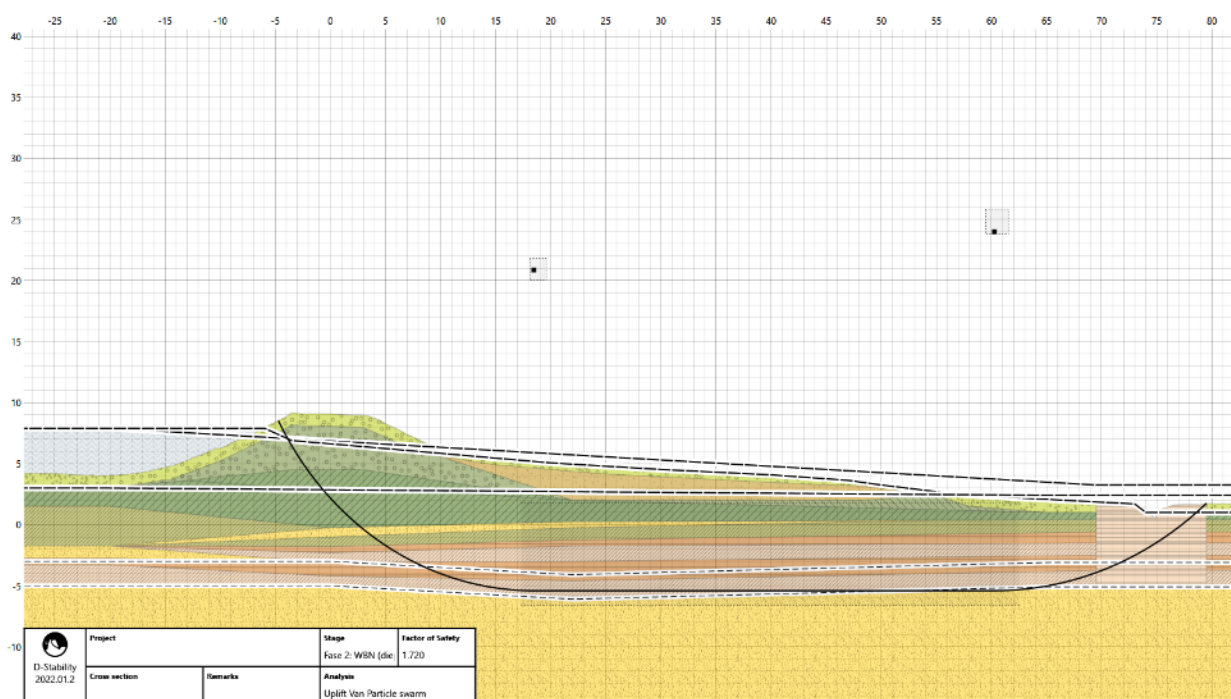 -25 -20 -15 -10 -5 0 5 10 15 20 25 30 35 40 45 50 55 60 65 70 75 80
40
35
30
25
20
15
10
5
0
-5
-10
Project
Stage
Factor of Safety
Fase 2: WBN (die
1.720
D-Stability
2022.01.2
Cross section
Remarks
Analysis
Uplift Van Particle swarm